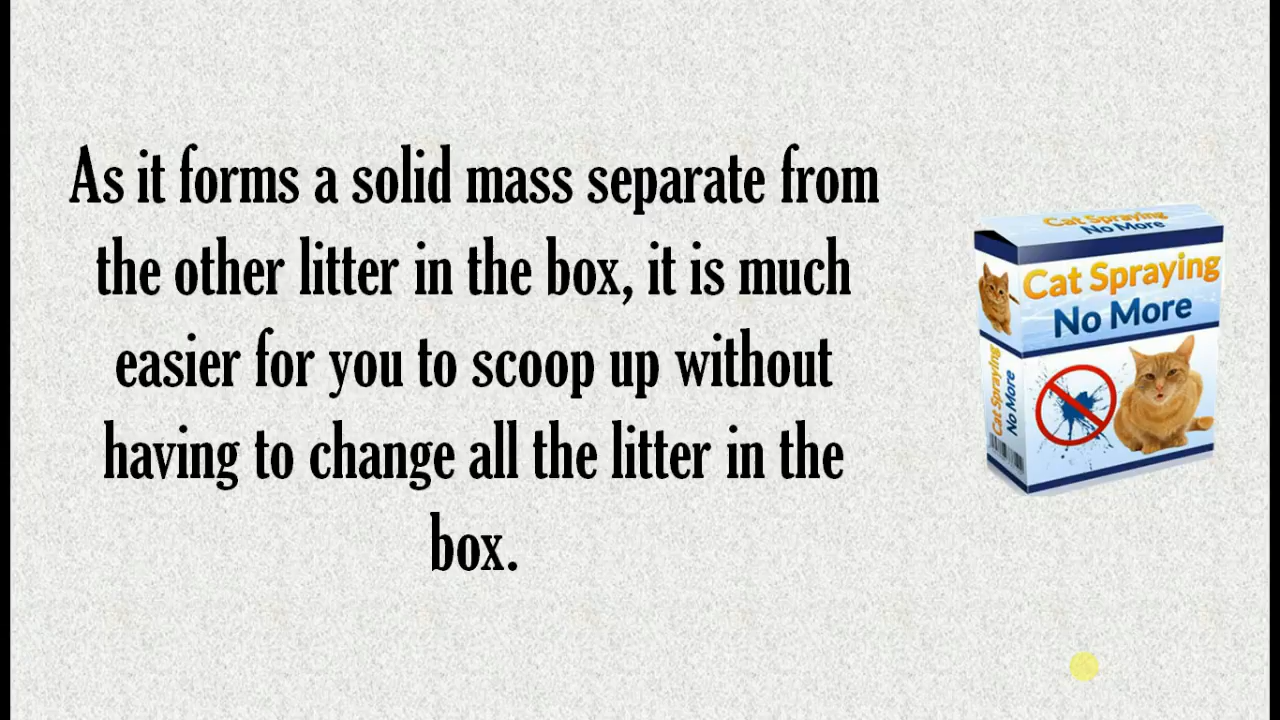 As it forms a solid mass separate from
the other litter in the box, it is much
easier for you to scoop up without
having to change all the litter in the
box.
Cat Spraying
No More
Cat Spraying
No More
Cat Spraying
No More